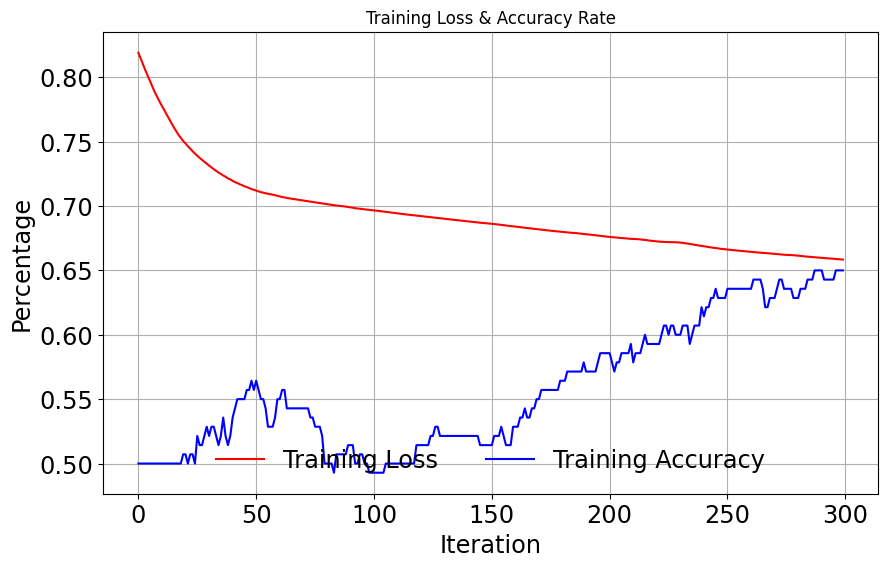 Training Loss & Accuracy Rate
Percentage
0.80
0.75
0.70
0.65
0.60
0.55
0.50
Training Loss Training Accuracy
0 50 100 150 200 250 300
Iteration